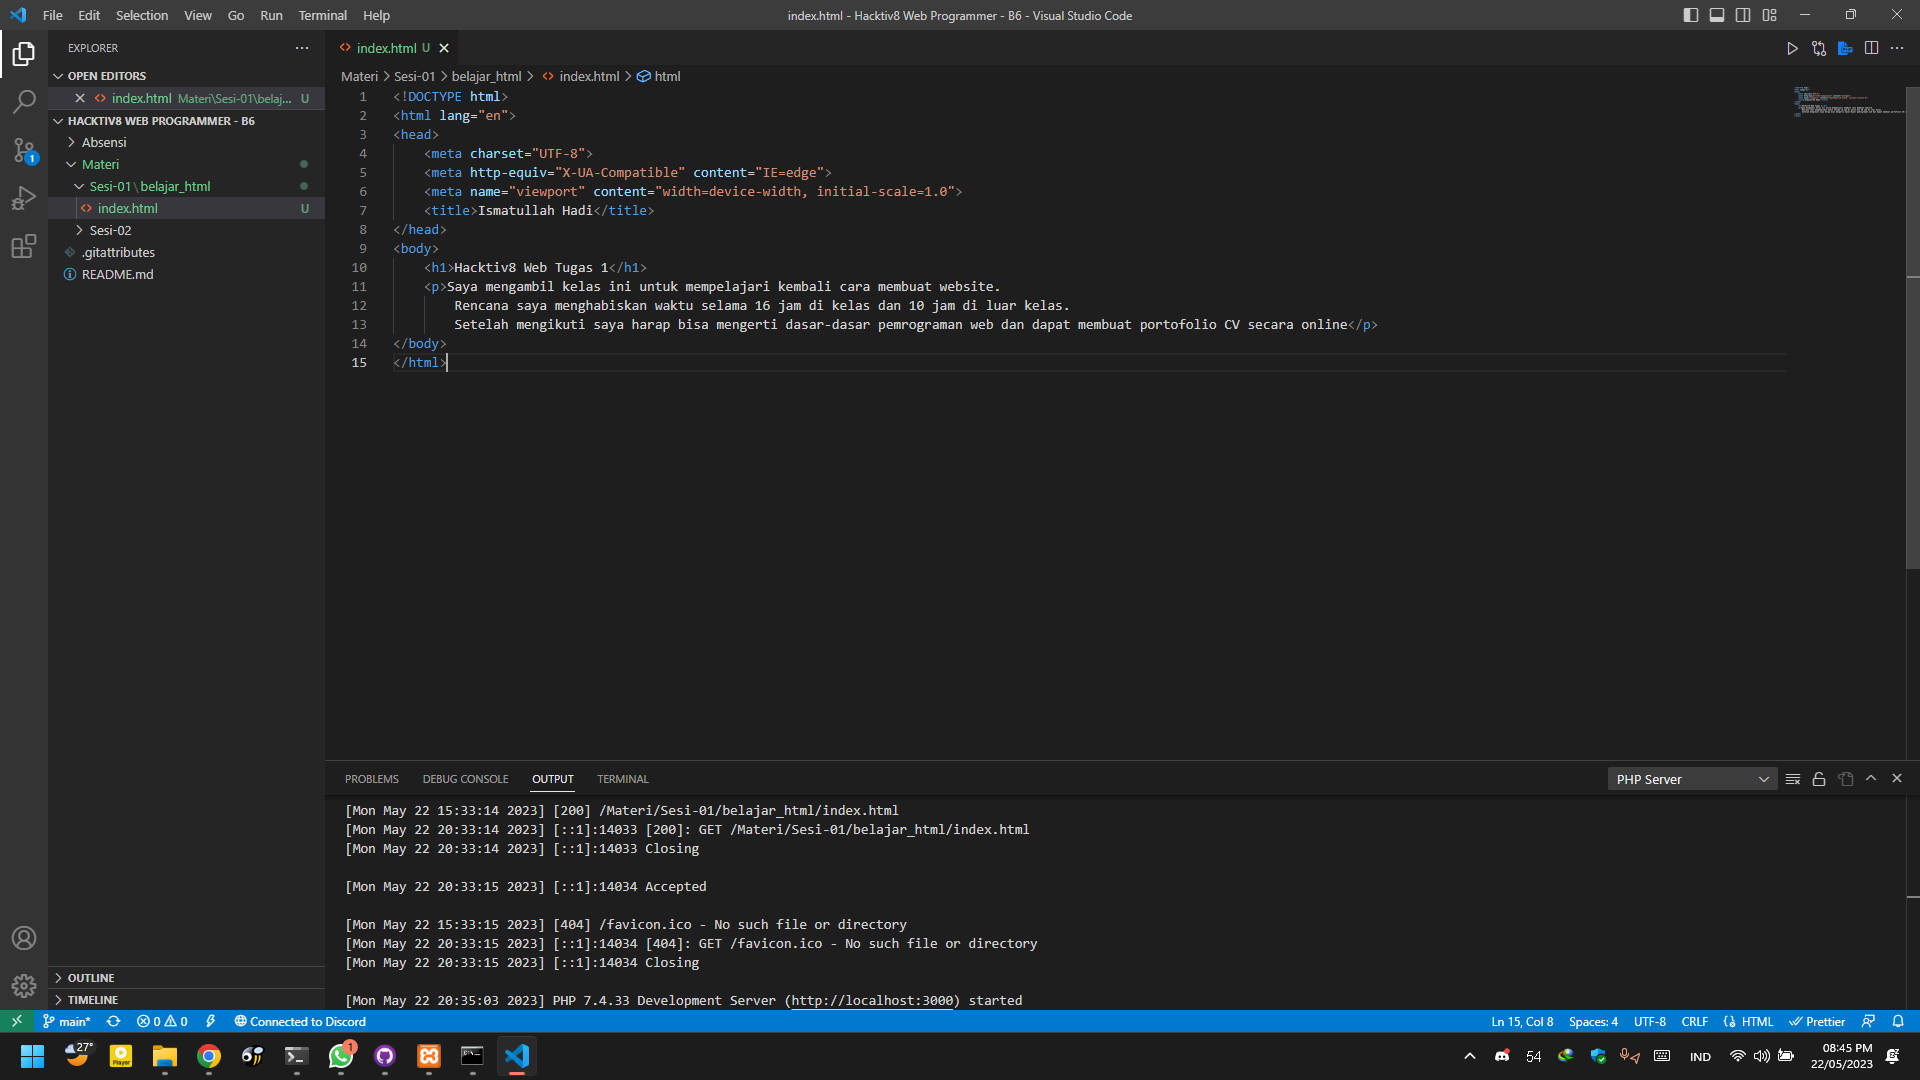 File Edit Selection View Go Run Terminal Help
index.html - Hacktiv8 Web Programmer - B6 - Visual Studio Code
EXPLORER
OPEN EDITORS
index.html Materi\Sesi-01\belaj... U
HACKTIV8 WEB PROGRAMMER - B6
Absensi
Materi
Sesi-01\belajar_html
index.html U
Sesi-02
.gitattributes
README.md
OUTLINE
TIMELINE
1
index.html U
Materi > Sesi-01 > belajar_html > index.html > html
1 <!DOCTYPE html>
2 <html lang="en">
3 <head>
4 <meta charset="UTF-8">
5 <meta http-equiv="X-UA-Compatible" content="IE=edge">
6 <meta name="viewport" content="width=device-width, initial-scale=1.0">
7 <title>Ismatullah Hadi</title>
8 </head>
9 <body>
10 <h1>Hacktiv8 Web Tugas 1</h1>
11 <p>Saya mengambil kelas ini untuk mempelajari kembali cara membuat website.
12 Rencana saya menghabiskan waktu selama 16 jam di kelas dan 10 jam di luar kelas.
13 Setelah mengikuti saya harap bisa mengerti dasar-dasar pemrograman web dan dapat membuat portofolio CV secara online</p>
14 </body>
15 </html>
PROBLEMS DEBUG CONSOLE OUTPUT TERMINAL
PHP Server
[Mon May 22 15:33:14 2023] [200] /Materi/Sesi-01/belajar_html/index.html
[Mon May 22 20:33:14 2023] [::1]:14033 [200]: GET /Materi/Sesi-01/belajar_html/index.html
[Mon May 22 20:33:14 2023] [::1]:14033 Closing
[Mon May 22 20:33:15 2023] [::1]:14034 Accepted
[Mon May 22 15:33:15 2023] [404] /favicon.ico - No such file or directory
[Mon May 22 20:33:15 2023] [::1]:14034 [404]: GET /favicon.ico - No such file or directory
[Mon May 22 20:33:15 2023] [::1]:14034 Closing
[Mon May 22 20:35:03 2023] PHP 7.4.33 Development Server (http://localhost:3000) started
main* 0 0 Connected to Discord
Ln 15, Col 8 Spaces: 4 UTF-8 CRLF HTML Prettier
27°
Player
1
54
IND
08:45 PM
22/05/2023